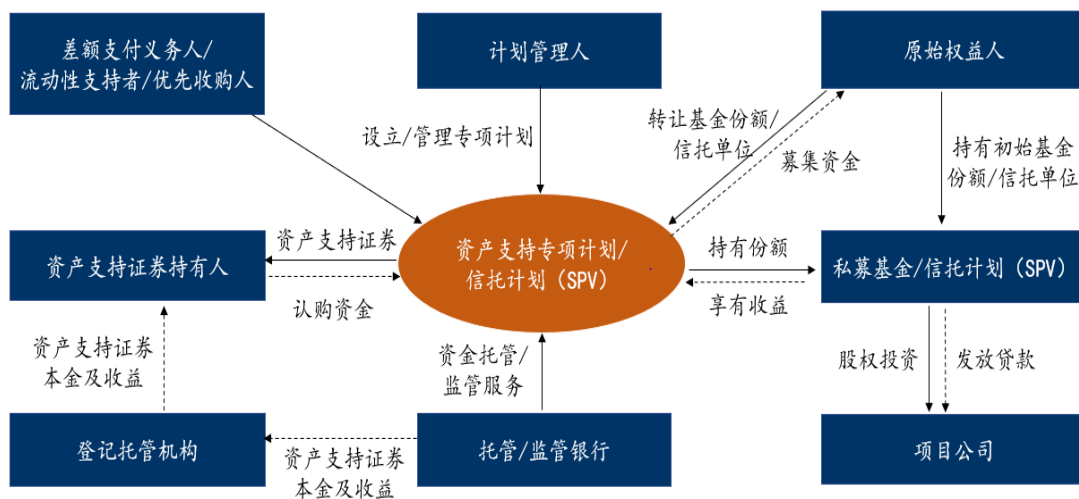 差额支付义务人/
流动性支持者/优先收购人
计划管理人
原始权益人
设立/管理专项计划
转让基金份额/
信托单位
募集资金
持有初始基金
份额/信托单位
资产支持证券持有人
资产支持证券
认购资金
资产支持专项计划/
信托计划（SPV）
持有份额
享有收益
私募基金/信托计划（SPV）
资产支持证券
本金及收益
资金托管/
监管服务
股权投资
发放贷款
登记托管机构
资产支持证券
本金及收益
托管/监管银行
项目公司